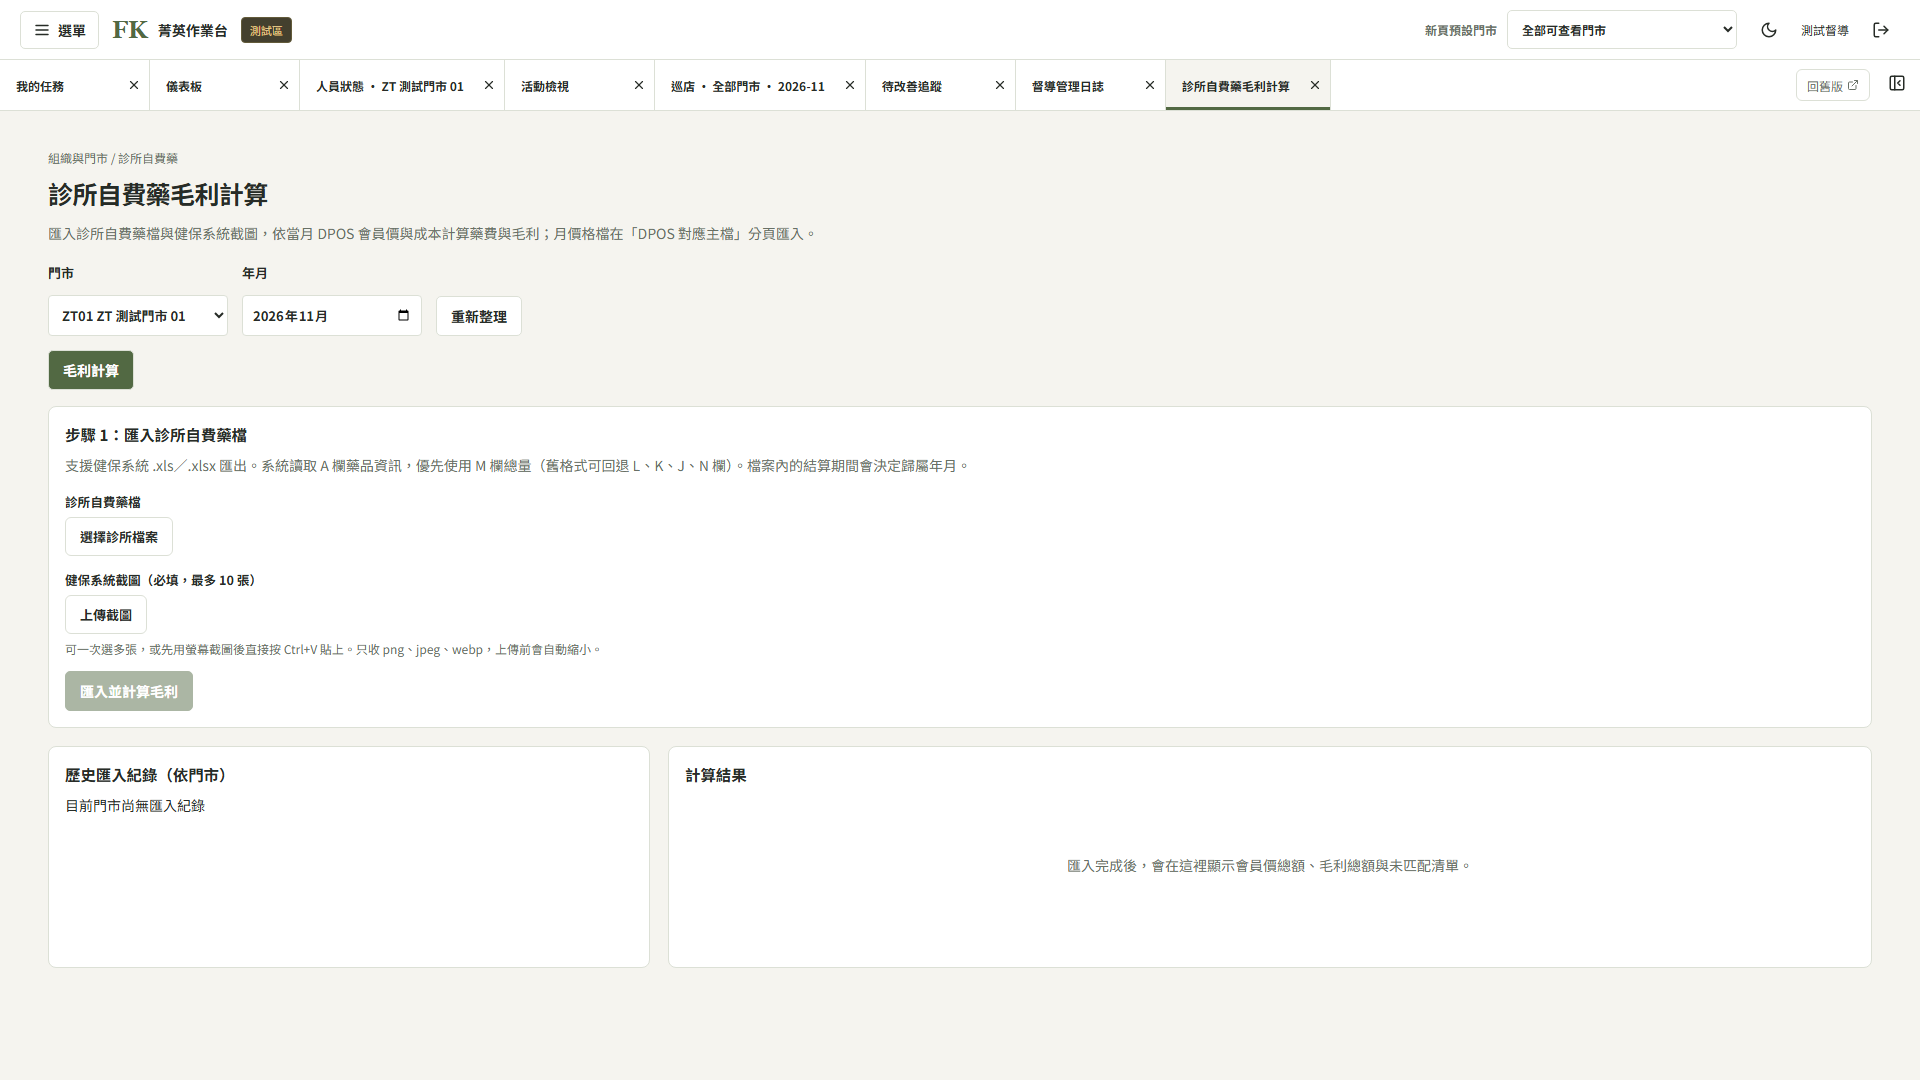 選單
FK 菁英作業台
測試區
新頁預設門市
全部可查看門市
測試督導
我的任務
儀表板
人員狀態 · ZT 測試門市 01
活動檢視
巡店 · 全部門市 · 2026-11
待改善追蹤
督導管理日誌
診所自費藥毛利計算
回舊版
組織與門市 / 診所自費藥
診所自費藥毛利計算
匯入診所自費藥檔與健保系統截圖，依當月 DPOS 會員價與成本計算藥費與毛利；月價格檔在「DPOS 對應主檔」分頁匯入。
門市
年月
ZT01 ZT 測試門市 01
2026年11月
重新整理
毛利計算
步驟 1：匯入診所自費藥檔
支援健保系統 .xls／.xlsx 匯出。系統讀取 A 欄藥品資訊，優先使用 M 欄總量（舊格式可回退 L、K、J、N 欄）。檔案內的結算期間會決定歸屬年月。
診所自費藥檔
選擇診所檔案
健保系統截圖（必填，最多 10 張）
上傳截圖
可一次選多張，或先用螢幕截圖後直接按 Ctrl+V 貼上。只收 png、jpeg、webp，上傳前會自動縮小。
匯入並計算毛利
歷史匯入紀錄（依門市）
目前門市尚無匯入紀錄
計算結果
匯入完成後，會在這裡顯示會員價總額、毛利總額與未匹配清單。